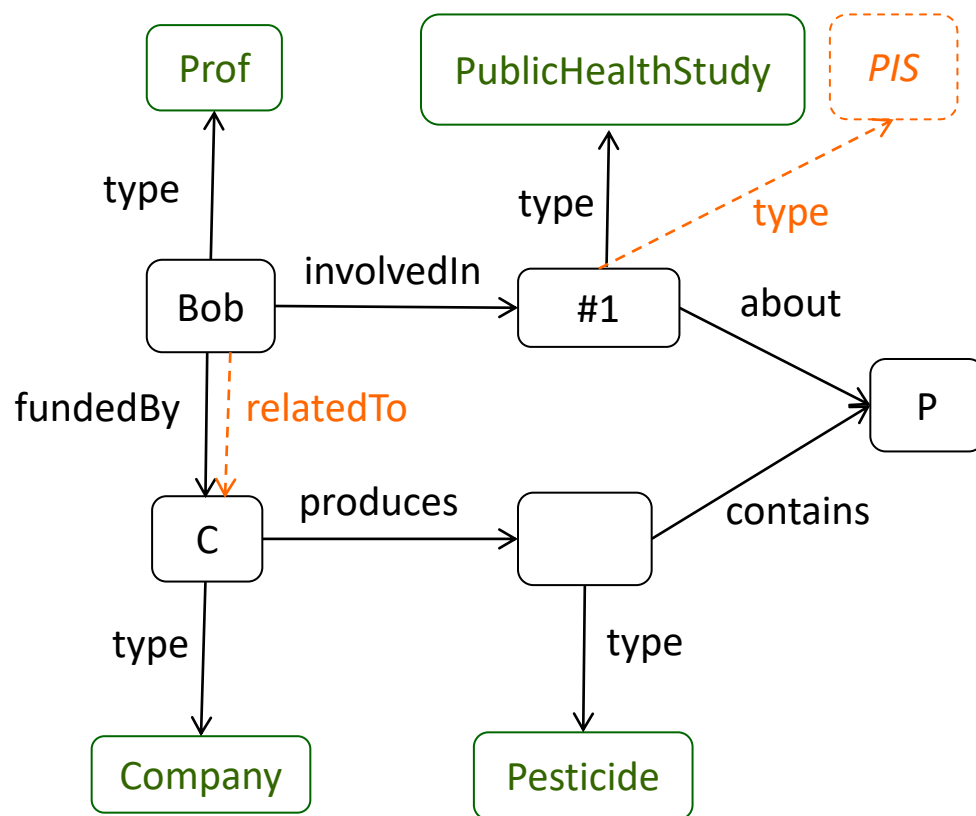 Prof
PublicHealthStudy
PIS
type
type
type
Bob
involvedIn
#1
about
fundedBy
relatedTo
P
C
produces
contains
type
type
Company
Pesticide